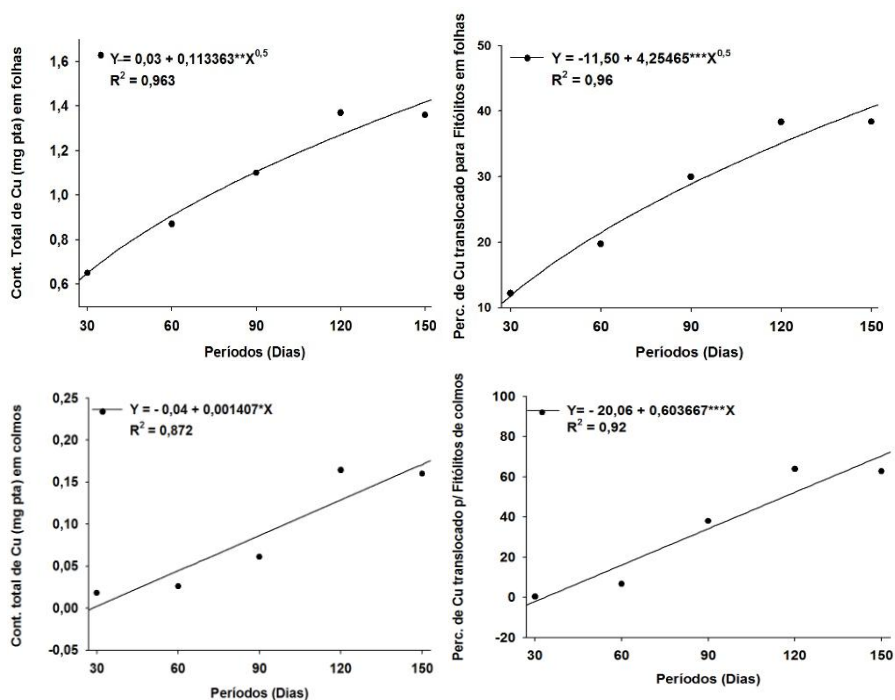 Y = 0,03 + 0,113363**X^0,5
R² = 0,963
Cont. Total de Cu (mg pta) em folhas
1,6
1,4
1,2
1,0
0,8
0,6
30 60 90 120 150
Períodos (Dias)
Y = -11,50 + 4,25465***X^0,5
R² = 0,96
Perc. de Cu translocado para Fitólitos em folhas
50
40
30
20
10
30 60 90 120 150
Períodos (Dias)
Y = - 0,04 + 0,001407*X
R² = 0,872
Cont. total de Cu (mg pta) em colmos
0,25
0,20
0,15
0,10
0,05
0,00
-0,05
30 60 90 120 150
Períodos (Dias)
Y= - 20,06 + 0,603667***X
R² = 0,92
Perc. de Cu translocado p/ Fitólitos de colmos
100
80
60
40
20
0
-20
30 60 90 120 150
Períodos (Dias)